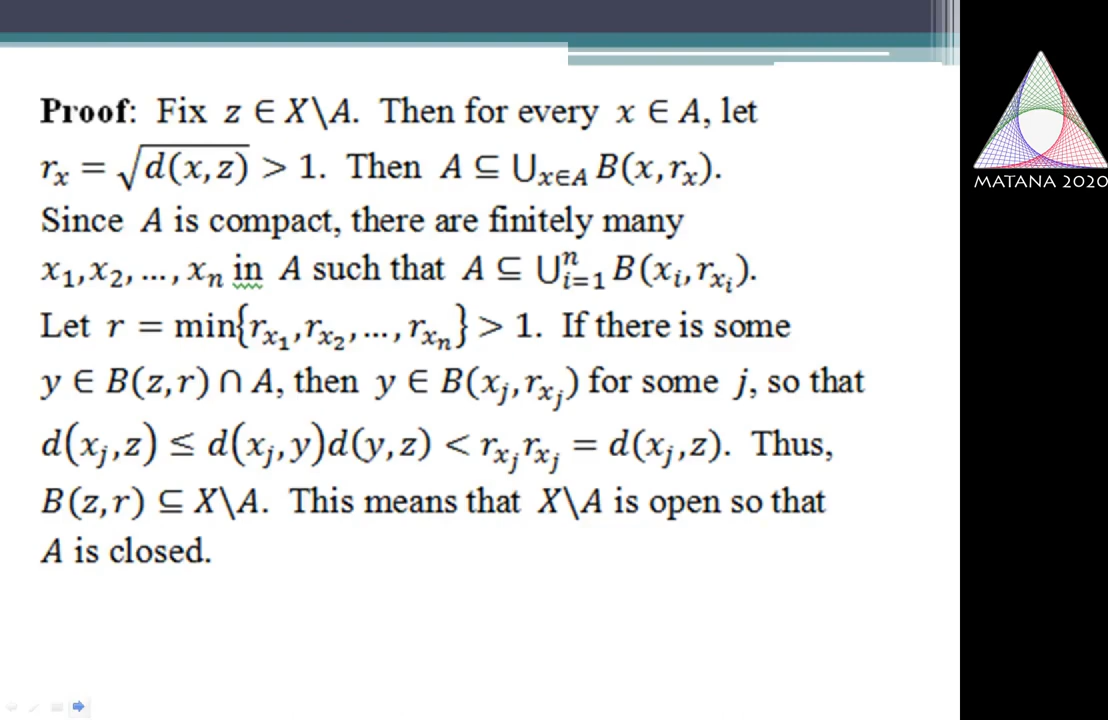 Proof: Fix z ∈ X\A. Then for every x ∈ A, let
r_x = √d(x,z) > 1. Then A ⊆ ⋃_{x∈A} B(x,r_x).
Since A is compact, there are finitely many
x_1,x_2, …, x_n in A such that A ⊆ ⋃_{i=1}^n B(x_i,r_{x_i}).
Let r = min{r_{x_1},r_{x_2},…,r_{x_n}} > 1. If there is some
y ∈ B(z,r) ∩ A, then y ∈ B(x_j,r_{x_j}) for some j, so that
d(x_j,z) ≤ d(x_j,y)d(y,z) < r_{x_j}r_{x_j} = d(x_j,z). Thus,
B(z,r) ⊆ X\A. This means that X\A is open so that
A is closed.
MATANA 2020